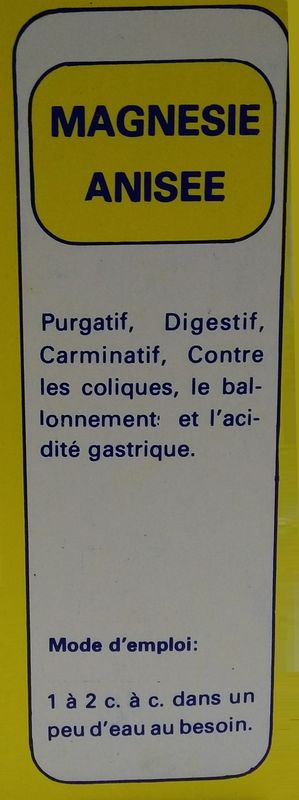 MAGNESIE
ANISEE
Purgatif, Digestif,
Carminatif, Contre
les coliques, le bal-
lonnement: et l'aci-
dité gastrique.
Mode d'emploi:
1 à 2 c. à c. dans un
peu d'eau au besoin.